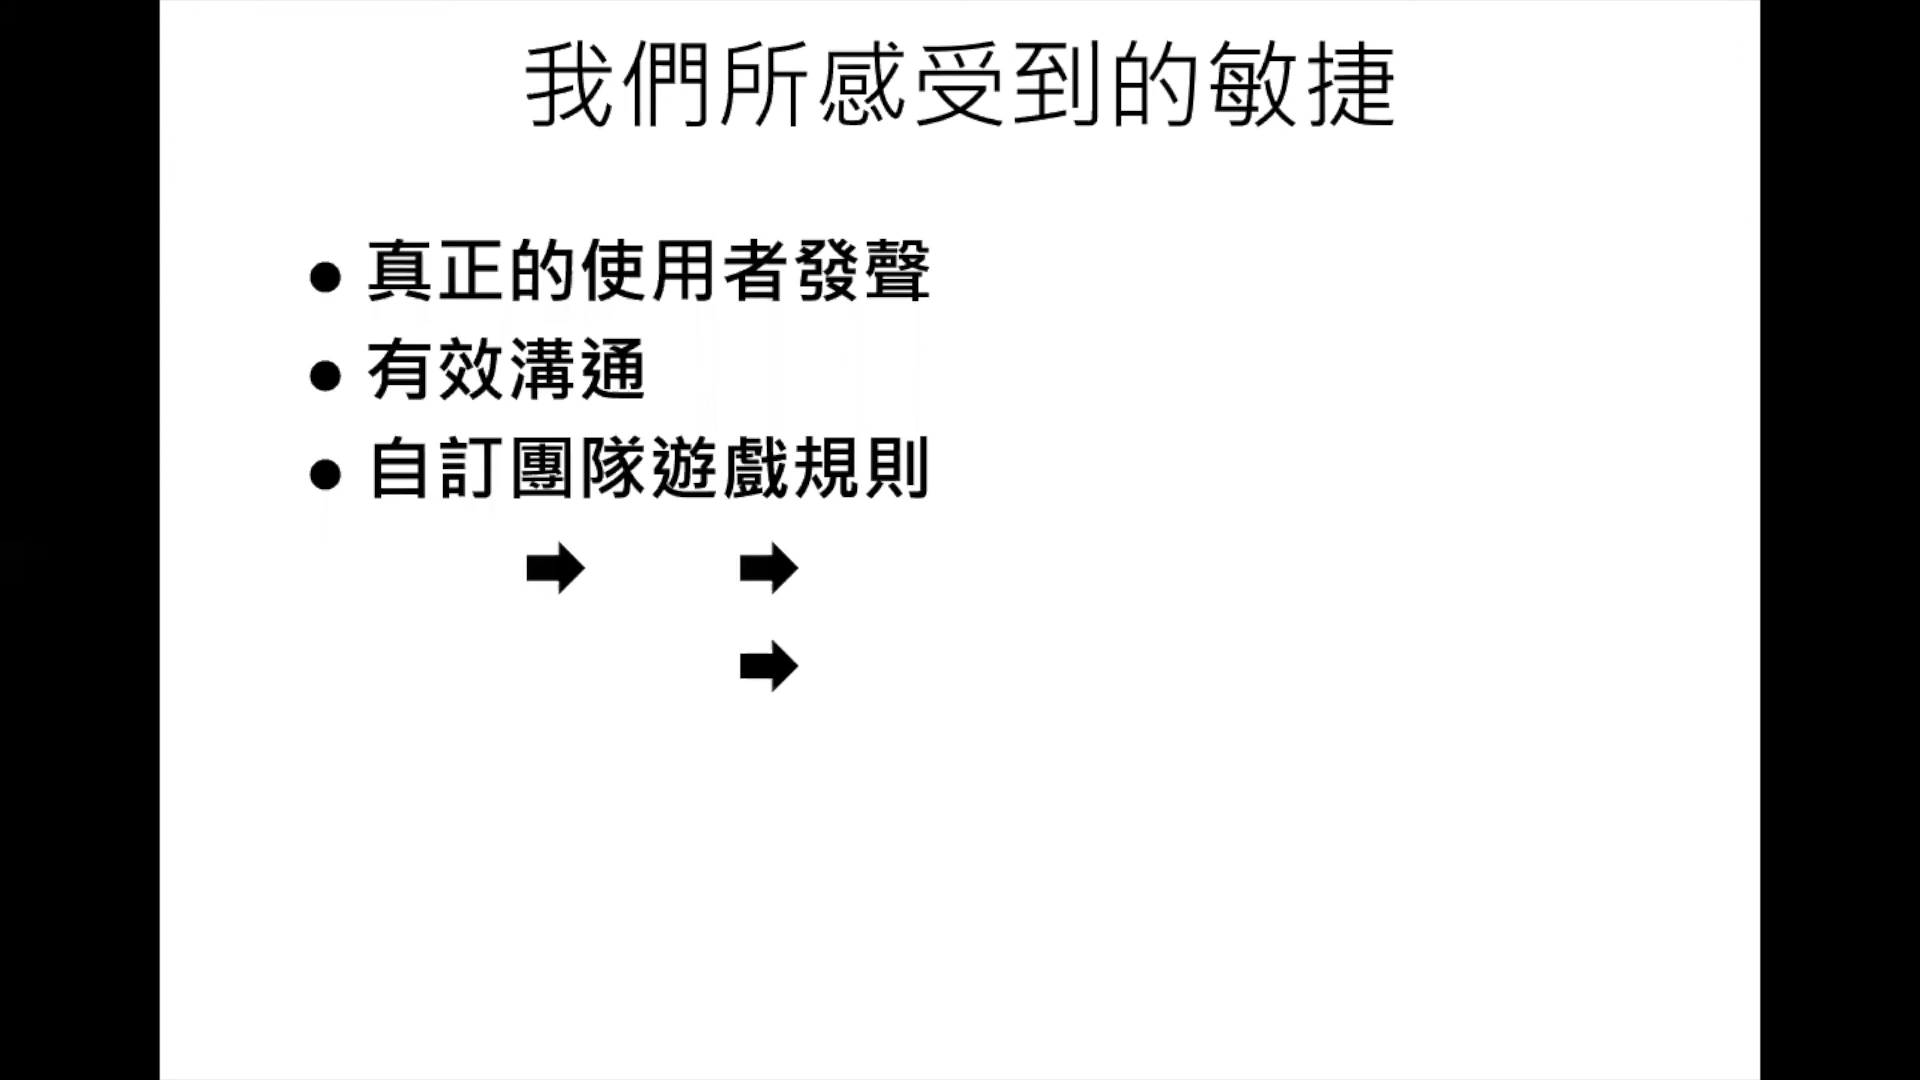 我們所感受到的敏捷
真正的使用者發聲
有效溝通
自訂團隊遊戲規則